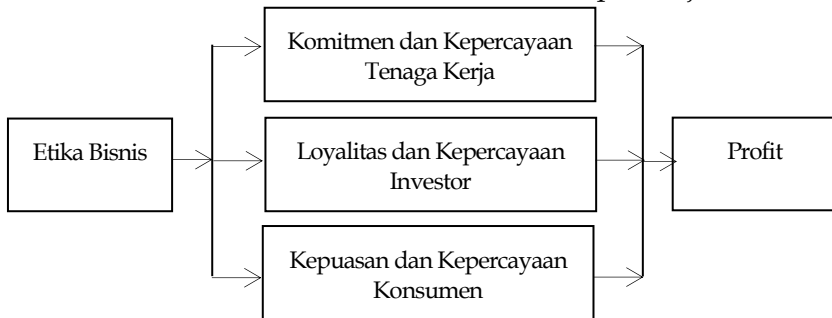 Komitmen dan Kepercayaan
Tenaga Kerja
Etika Bisnis
Loyalitas dan Kepercayaan
Investor
Profit
Kepuasan dan Kepercayaan
Konsumen